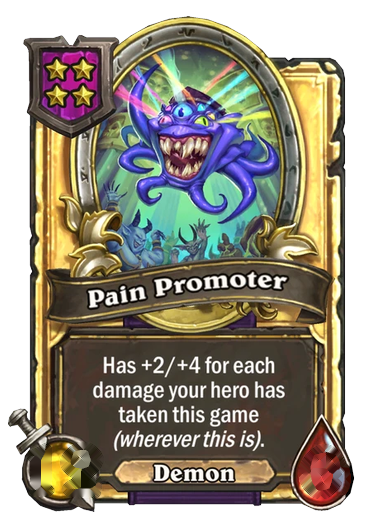 Pain Promoter
Has +2/+4 for each
damage your hero has
taken this game
(wherever this is).
Demon